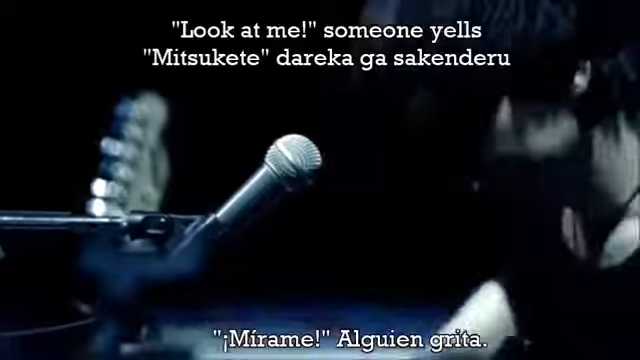 "Look at me!" someone yells
"Mitsukete" dareka ga sakenderu
"¡Mírame!" Alguien grita.